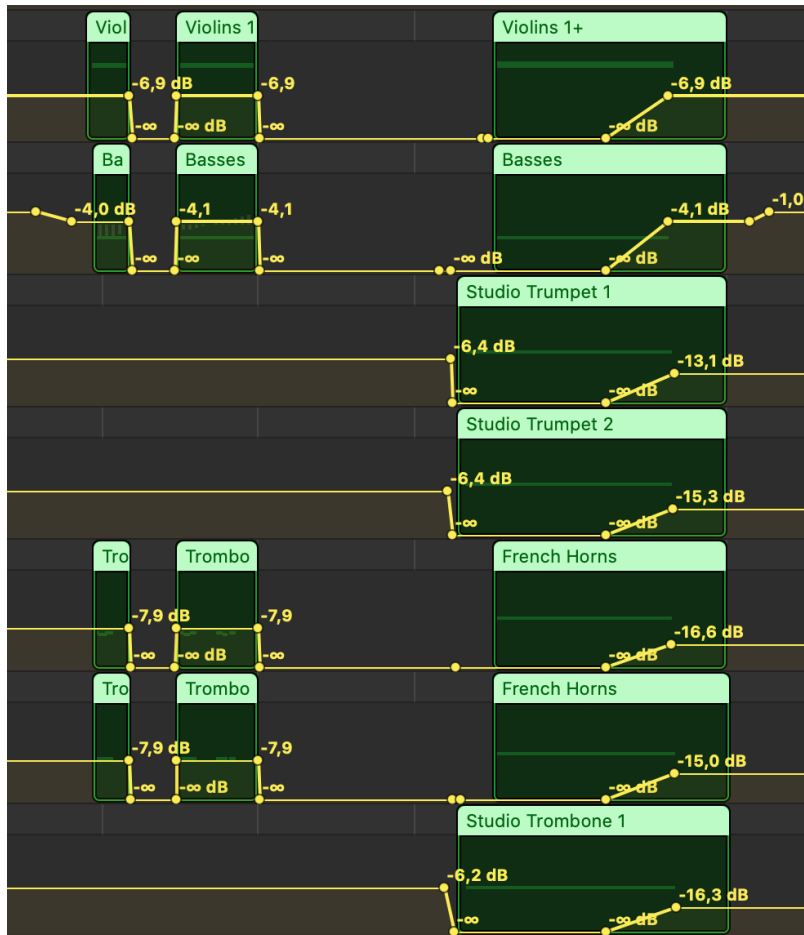 Viol Violins 1 Violins 1+
-6,9 dB -6,9 -6,9 dB
-∞ -∞ dB -∞ -∞ dB
Ba Basses Basses
-4,0 dB -4,1 -4,1 -4,1 dB -1,0
-∞ -∞ -∞ dB -∞ dB
Studio Trumpet 1
-6,4 dB -13,1 dB
-∞ -∞ dB
Studio Trumpet 2
-6,4 dB -15,3 dB
-∞ -∞ dB
Tro Trombo French Horns
-7,9 dB -7,9 -16,6 dB
-∞ -∞ dB -∞ -∞ dB
Tro Trombo French Horns
-7,9 dB -7,9 -15,0 dB
-∞ -∞ dB -∞ -∞ dB
Studio Trombone 1
-6,2 dB -16,3 dB
-∞ -∞ dB